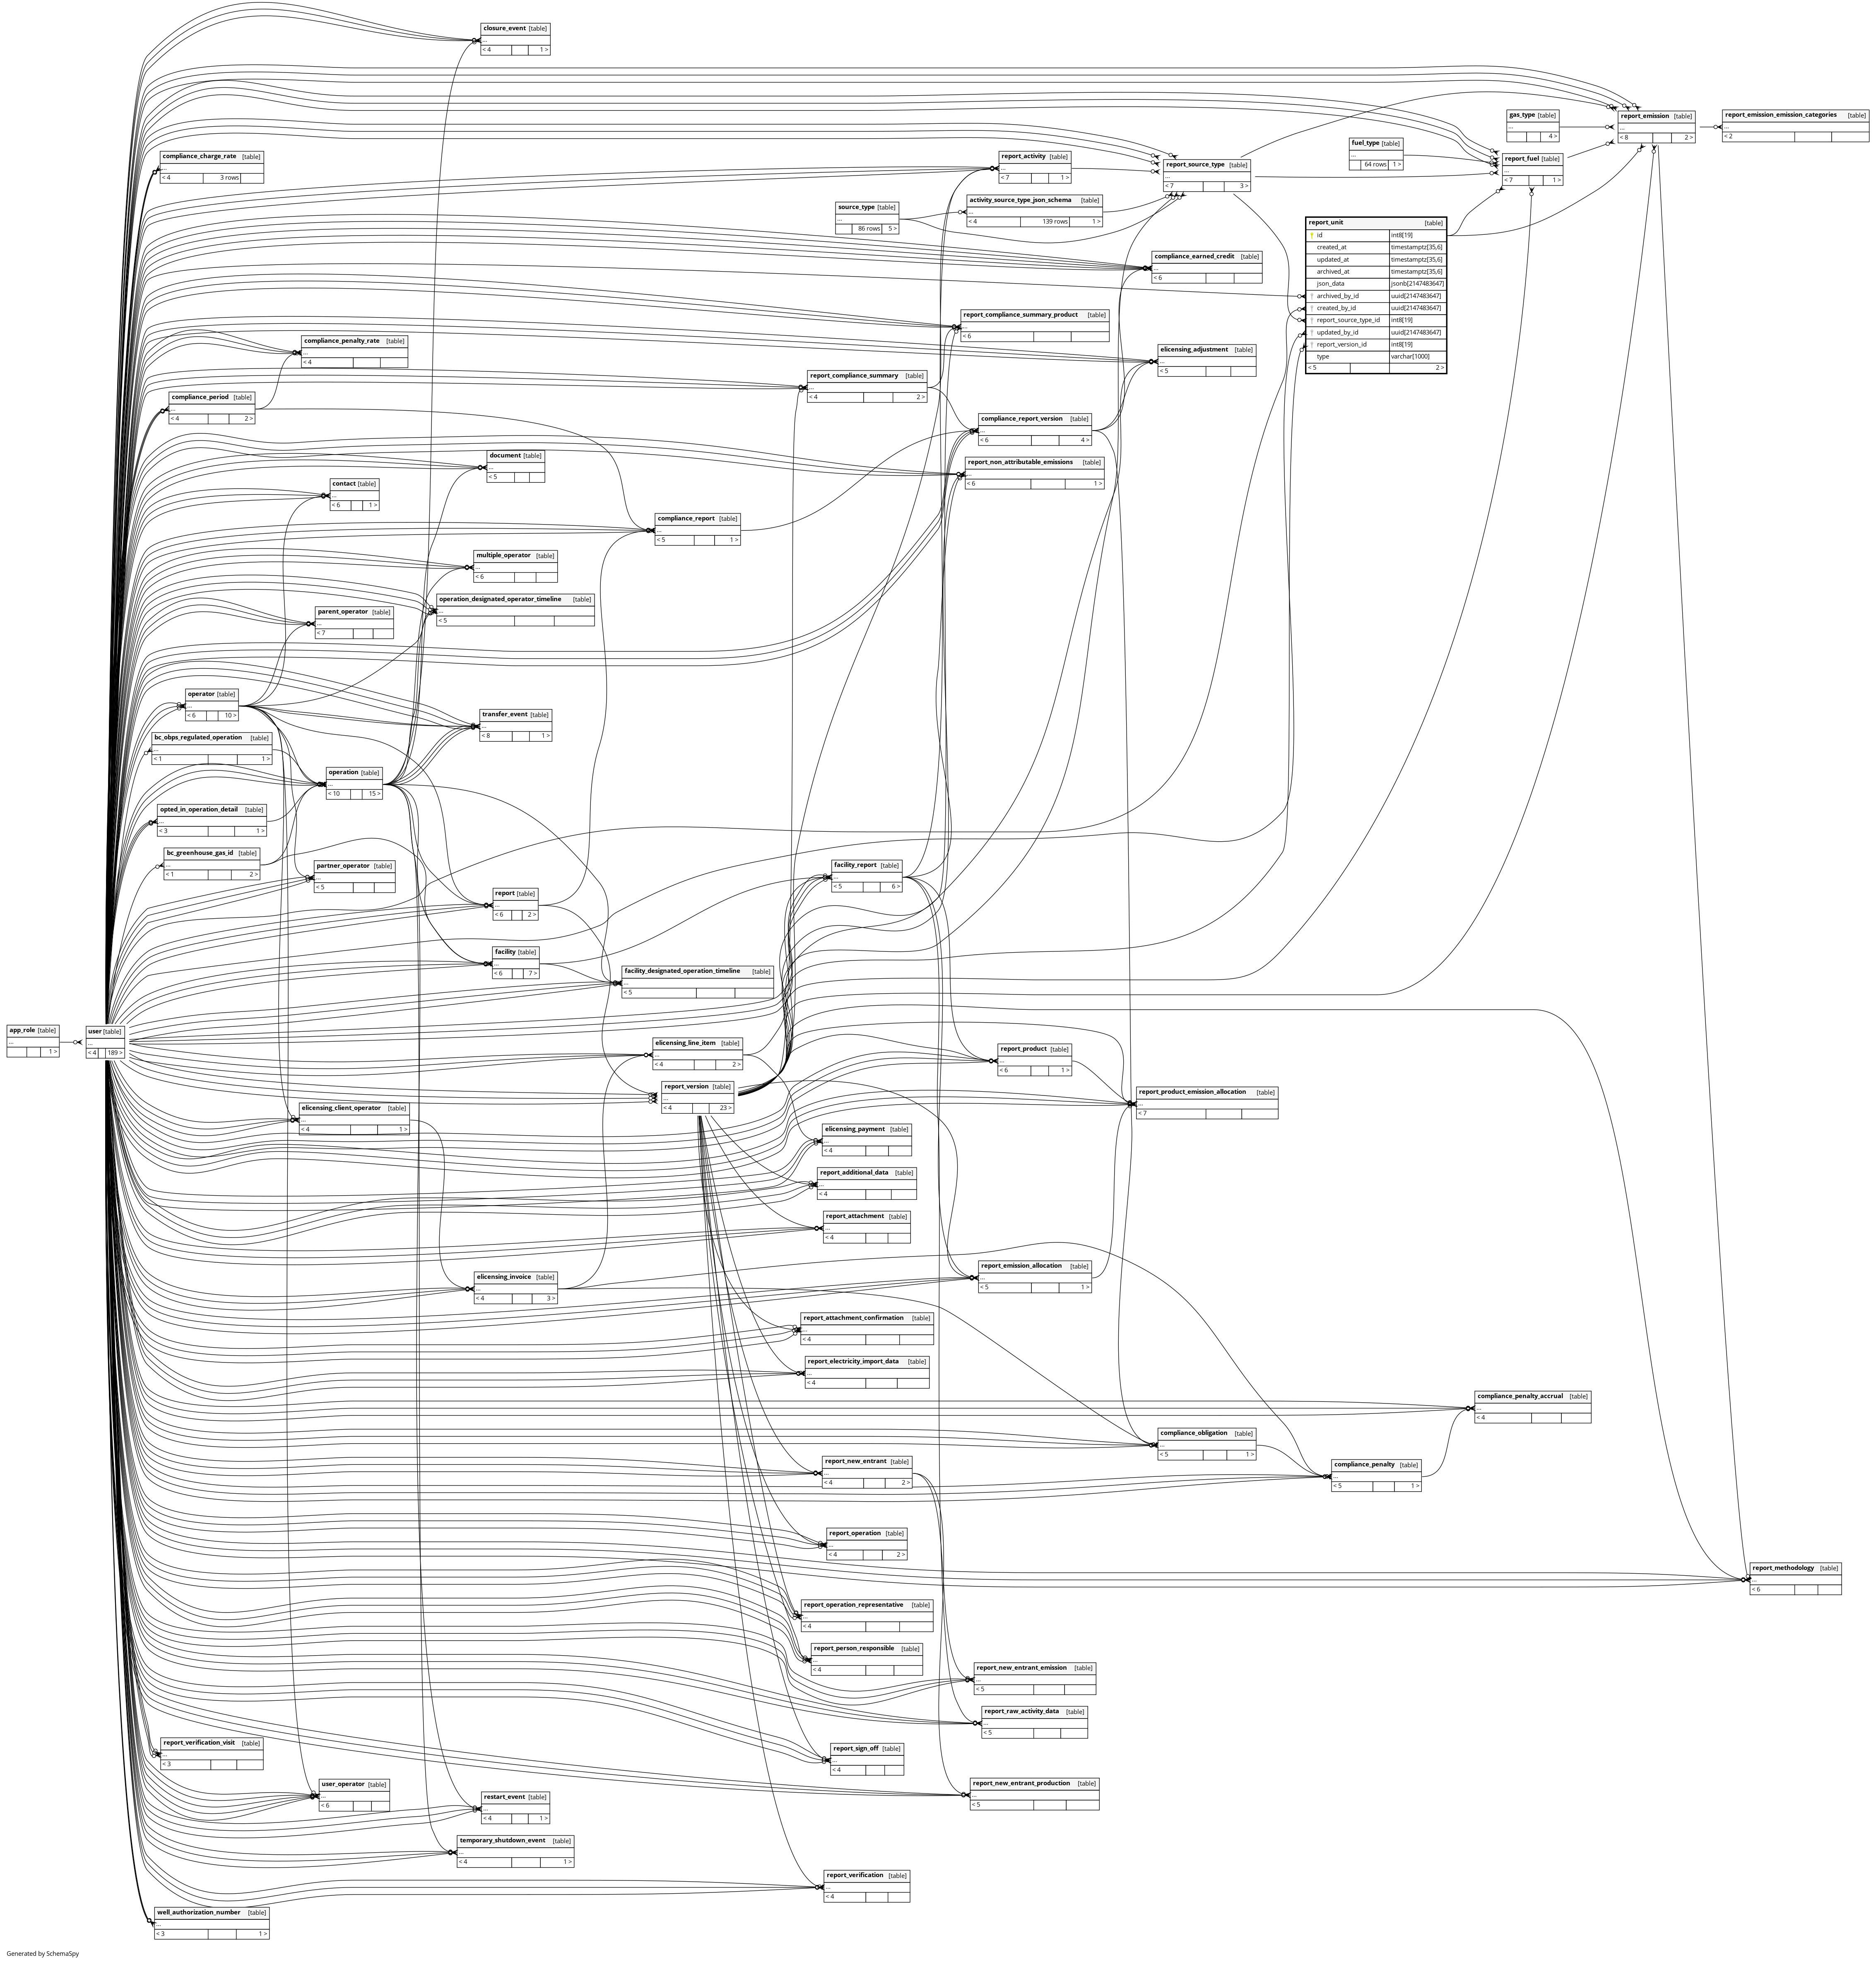 closure_event [table]
...
< 4 1 >
gas_type [table]
...
4 >
report_emission [table]
...
< 8 2 >
report_emission_emission_categories [table]
...
< 2
fuel_type [table]
...
64 rows 1 >
report_fuel [table]
...
< 7 1 >
compliance_charge_rate [table]
...
< 4 3 rows
report_activity [table]
...
< 7 1 >
report_source_type [table]
...
< 7 3 >
source_type [table]
...
86 rows 5 >
activity_source_type_json_schema [table]
...
< 4 139 rows 1 >
report_unit [table]
id int8[19]
created_at timestamptz[35,6]
updated_at timestamptz[35,6]
archived_at timestamptz[35,6]
json_data jsonb[2147483647]
archived_by_id uuid[2147483647]
created_by_id uuid[2147483647]
report_source_type_id int8[19]
updated_by_id uuid[2147483647]
report_version_id int8[19]
type varchar[1000]
< 5 2 >
compliance_earned_credit [table]
...
< 6
report_compliance_summary_product [table]
...
< 6
compliance_penalty_rate [table]
...
< 4
elicensing_adjustment [table]
...
< 5
report_compliance_summary [table]
...
< 4 2 >
compliance_period [table]
...
< 4 2 >
compliance_report_version [table]
...
< 6 4 >
document [table]
...
< 5
report_non_attributable_emissions [table]
...
< 6 1 >
contact [table]
...
< 6 1 >
compliance_report [table]
...
< 5 1 >
multiple_operator [table]
...
< 6
operation_designated_operator_timeline [table]
...
< 5
parent_operator [table]
...
< 7
operator [table]
...
< 6 10 >
transfer_event [table]
...
< 8 1 >
bc_obps_regulated_operation [table]
...
< 1 1 >
operation [table]
...
< 10 15 >
opted_in_operation_detail [table]
...
< 3 1 >
bc_greenhouse_gas_id [table]
...
< 1 2 >
partner_operator [table]
...
< 5
facility_report [table]
...
< 5 6 >
report [table]
...
< 6 2 >
facility [table]
...
< 6 7 >
facility_designated_operation_timeline [table]
...
< 5
app_role [table]
...
1 >
user [table]
...
< 4 189 >
elicensing_line_item [table]
...
< 4 2 >
report_product [table]
...
< 6 1 >
report_version [table]
...
< 4 23 >
report_product_emission_allocation [table]
...
< 7
elicensing_client_operator [table]
...
< 4 1 >
elicensing_payment [table]
...
< 4
report_additional_data [table]
...
< 4
report_attachment [table]
...
< 4
report_emission_allocation [table]
...
< 5 1 >
elicensing_invoice [table]
...
< 4 3 >
report_attachment_confirmation [table]
...
< 4
report_electricity_import_data [table]
...
< 4
compliance_penalty_accrual [table]
...
< 4
compliance_obligation [table]
...
< 5 1 >
report_new_entrant [table]
...
< 4 2 >
compliance_penalty [table]
...
< 5 1 >
report_operation [table]
...
< 4 2 >
report_methodology [table]
...
< 6
report_operation_representative [table]
...
< 4
report_person_responsible [table]
...
< 4
report_new_entrant_emission [table]
...
< 5
report_raw_activity_data [table]
...
< 5
report_verification_visit [table]
...
< 3
report_sign_off [table]
...
< 4
user_operator [table]
...
< 6
report_new_entrant_production [table]
...
< 5
restart_event [table]
...
< 4 1 >
temporary_shutdown_event [table]
...
< 4 1 >
report_verification [table]
...
< 4
well_authorization_number [table]
...
< 3 1 >
Generated by SchemaSpy